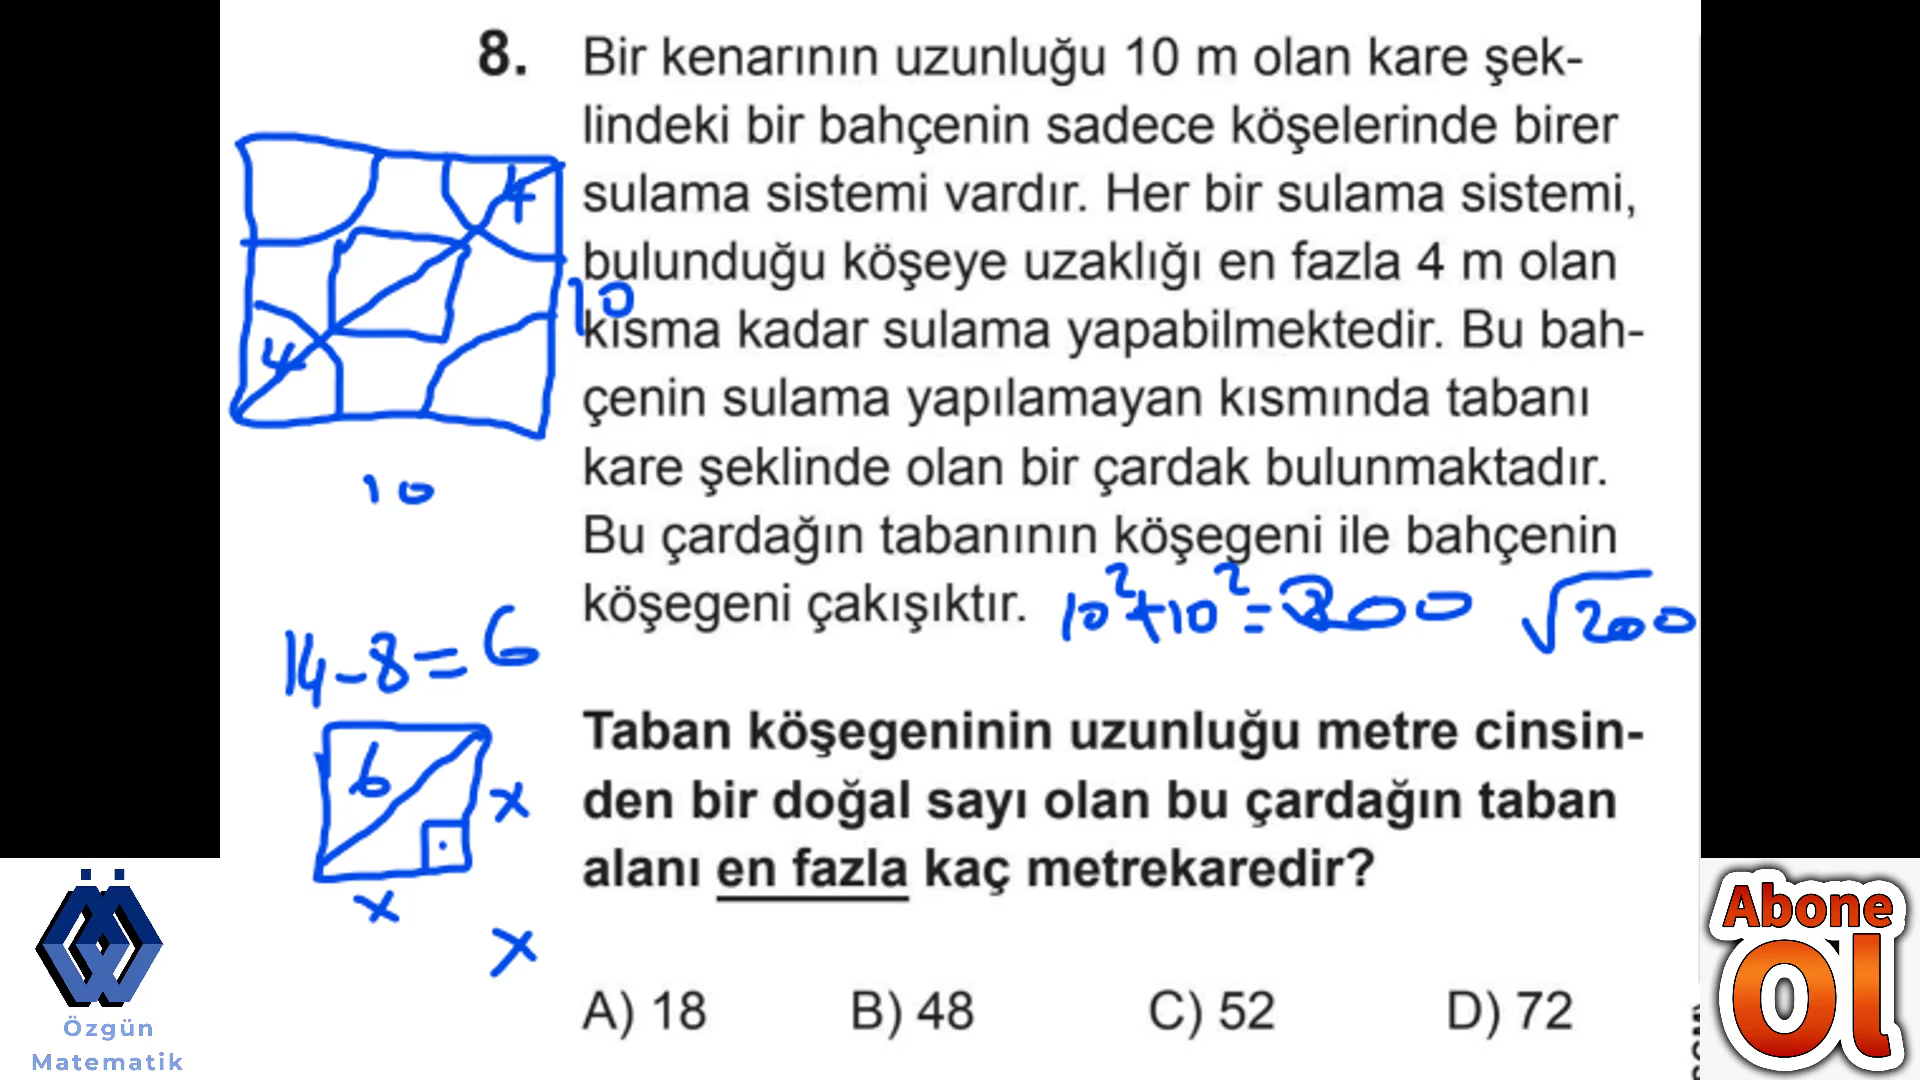 8. Bir kenarının uzunluğu 10 m olan kare şek-
lindeki bir bahçenin sadece köşelerinde birer
sulama sistemi vardır. Her bir sulama sistemi,
bulunduğu köşeye uzaklığı en fazla 4 m olan
kısma kadar sulama yapabilmektedir. Bu bah-
çenin sulama yapılamayan kısmında tabanı
kare şeklinde olan bir çardak bulunmaktadır.
Bu çardağın tabanının köşegeni ile bahçenin
köşegeni çakışıktır.
10²+10²=200 √200
Taban köşegeninin uzunluğu metre cinsin-
den bir doğal sayı olan bu çardağın taban
alanı en fazla kaç metrekaredir?
A) 18 B) 48 C) 52 D) 72
4
10
4
10
14-8=6
6
x
x
x
Özgün
Matematik
Abone
Ol